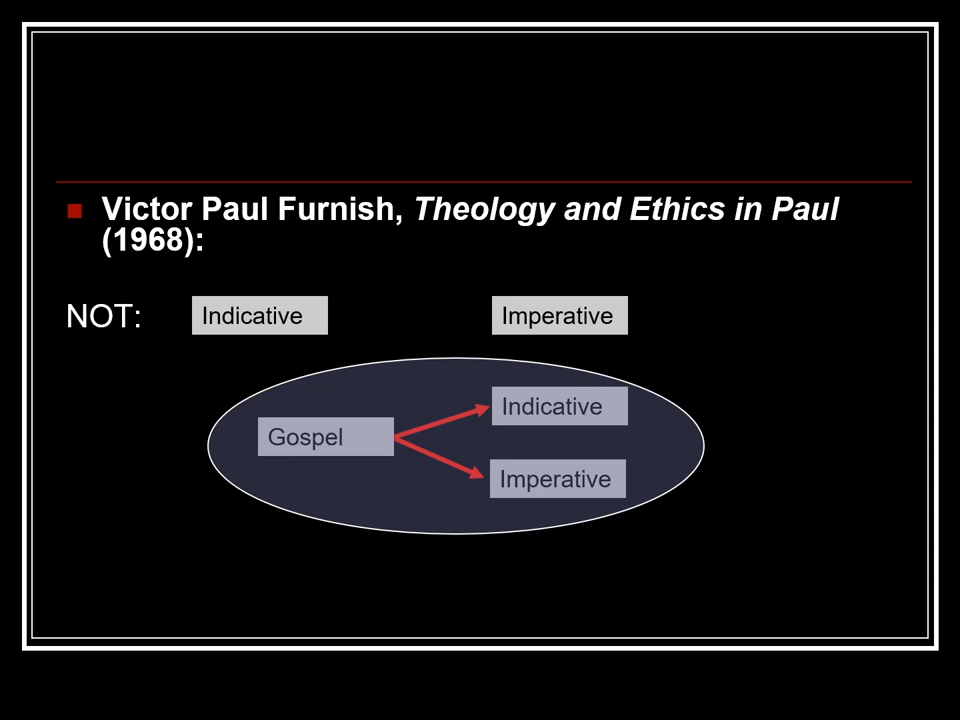 Victor Paul Furnish, Theology and Ethics in Paul
(1968):
NOT: Indicative Imperative
Indicative
Gospel
Imperative